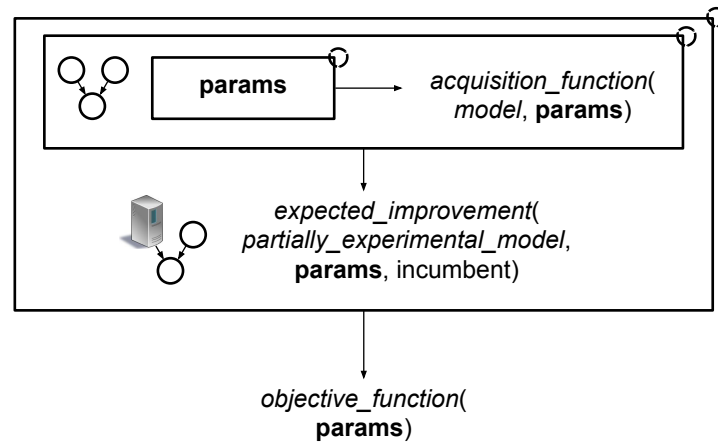 params
acquisition_function(
model, params)
expected_improvement(
partially_experimental_model,
params, incumbent)
objective_function(
params)